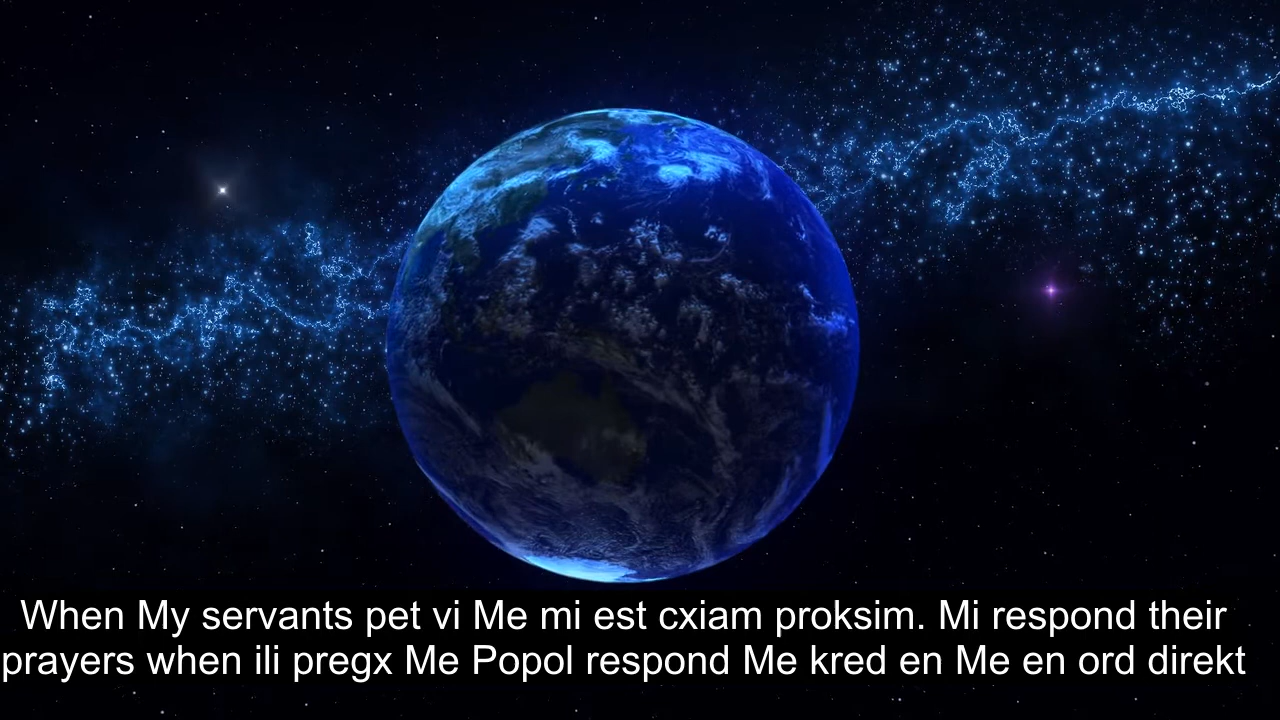 When My servants pet vi Me mi est cxiam proksim. Mi respond their
prayers when ili pregx Me Popol respond Me kred en Me en ord direkt